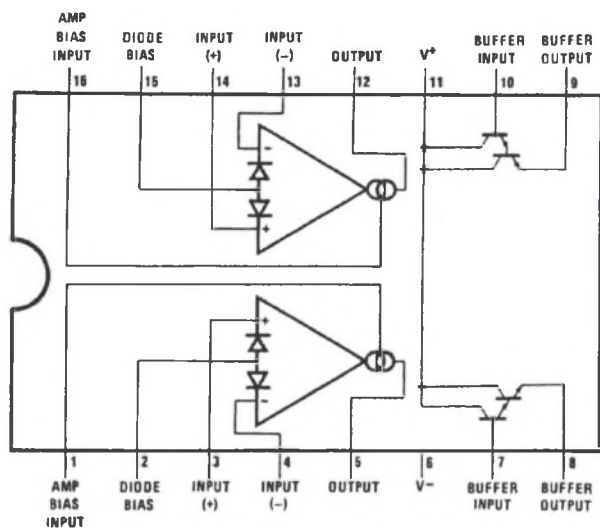 AMP
BIAS
INPUT
16
DIODE
BIAS
15
INPUT
(+)
14
INPUT
(−)
13
OUTPUT
12
V+
11
BUFFER
INPUT
10
BUFFER
OUTPUT
9
−
+
+
−
1
AMP
BIAS
INPUT
2
DIODE
BIAS
3
INPUT
(+)
4
INPUT
(−)
5
OUTPUT
6
V−
7
BUFFER
INPUT
8
BUFFER
OUTPUT